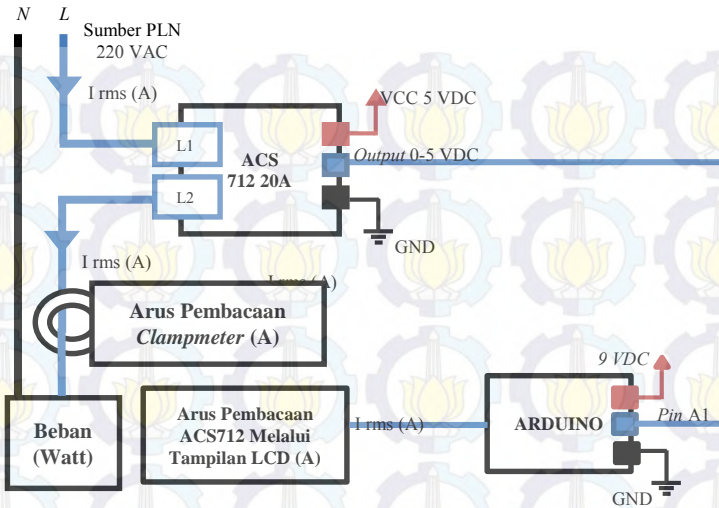 N L
Sumber PLN
220 VAC
I rms (A)
VCC 5 VDC
L1
ACS
712 20A
Output 0-5 VDC
L2
GND
I rms (A)
I rms (A)
Arus Pembacaan
Clampmeter (A)
9 VDC
Beban
(Watt)
Arus Pembacaan
ACS712 Melalui
Tampilan LCD (A)
I rms (A)
ARDUINO
Pin A1
GND